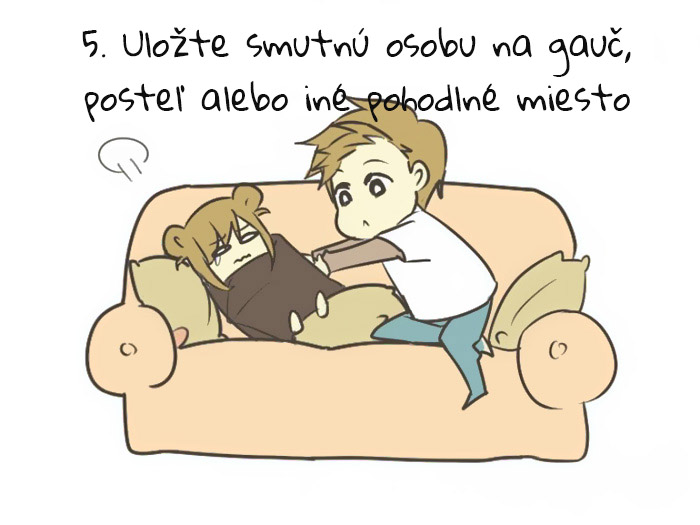 5. Uložte smutnú osobu na gauč,
posteľ alebo iné pohodlné miesto